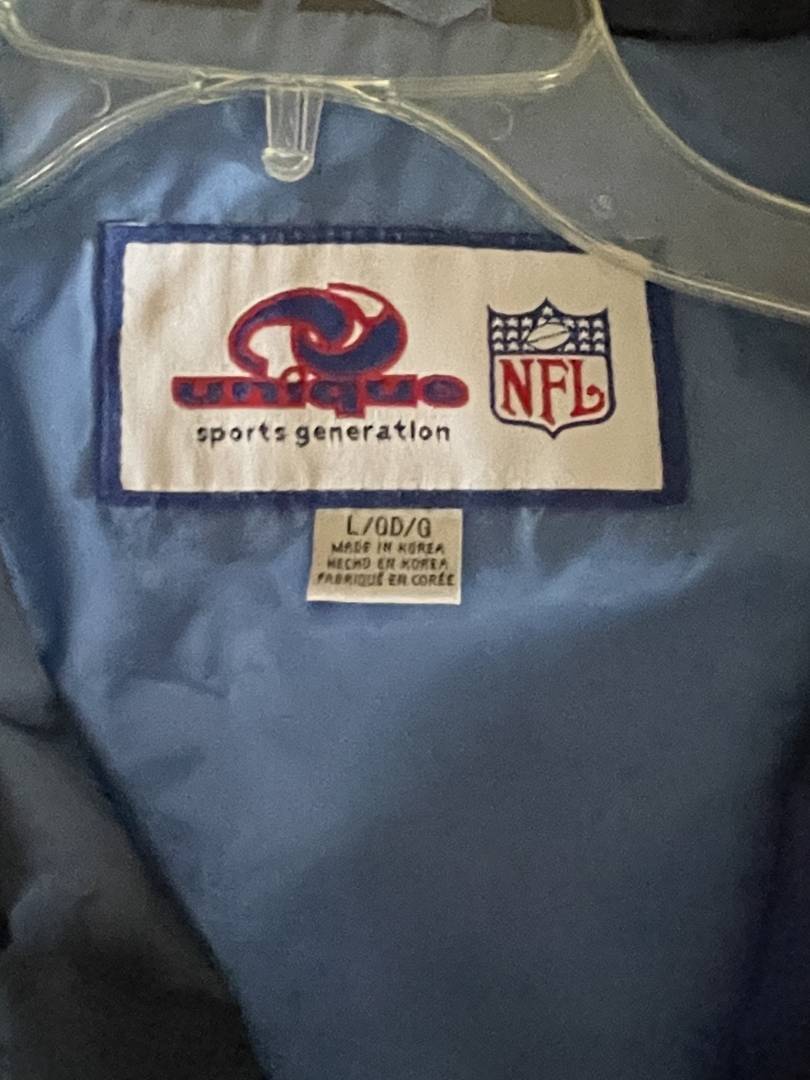 unique
sports generation
NFL
L/GD/G
MADE IN KOREA
HECHO EN KOREA
FABRIQUÉ EN CORÉE